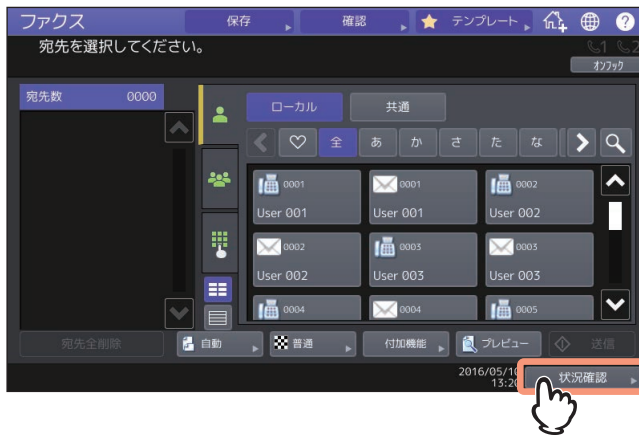 ファクス 保存 確認 テンプレート ?
宛先を選択してください。 1 2
オンフック
宛先数 0000
ローカル 共通
全 あ か さ た な
0001 0001 0002
User 001 User 001 User 002
0002 0003 0003
User 002 User 003 User 003
0004 0004 0005
宛先全削除 自動 普通 付加機能 プレビュー 送信
2016/05/10
13:20
状況確認